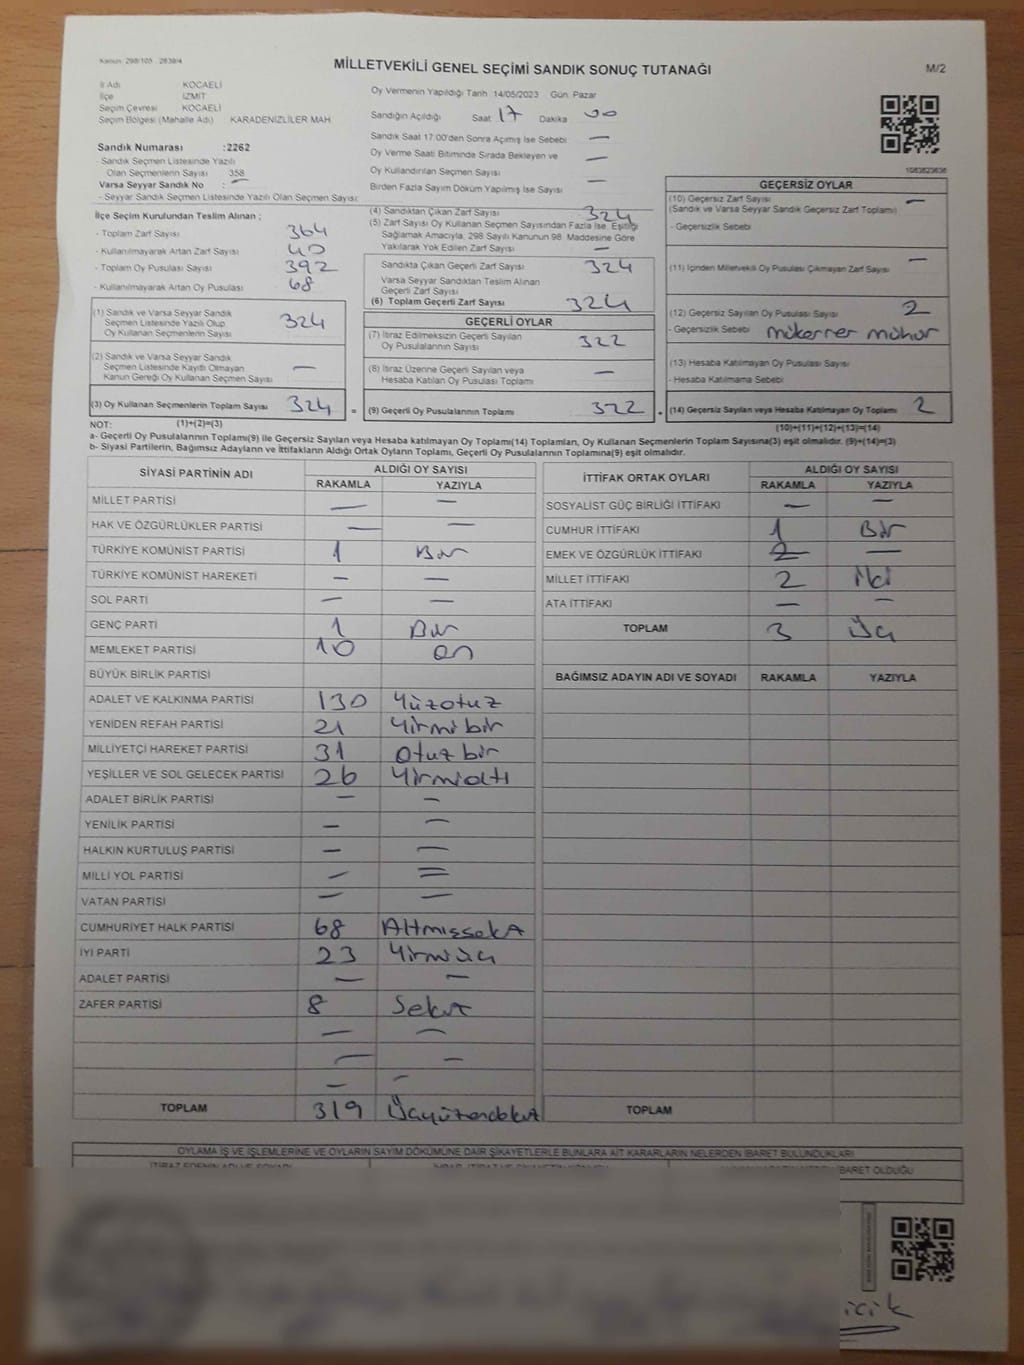 Kanun: 298/105 , 2839/4
MİLLETVEKİLİ GENEL SEÇİMİ SANDIK SONUÇ TUTANAĞI
M/2
İl Adı KOCAELİ
İlçe İZMİT
Seçim Çevresi KOCAELİ
Seçim Bölgesi (Mahalle Adı) KARADENİZLİLER MAH.
Oy Vermenin Yapıldığı Tarih 14/05/2023 Gün. Pazar
Sandığın Açıldığı Saat 17 Dakika 00
Sandık Saat 17:00'den Sonra Açılmış İse Sebebi —
Oy Verme Saati Bitiminde Sırada Bekleyen ve
Oy Kullandırılan Seçmen Sayısı —
Birden Fazla Sayım Döküm Yapılmış İse Sayısı —
Sandık Numarası :2262
- Sandık Seçmen Listesinde Yazılı
Olan Seçmenlerin Sayısı 358
Varsa Seyyar Sandık No : —
- Seyyar Sandık Seçmen Listesinde Yazılı Olan Seçmen Sayısı:
İlçe Seçim Kurulundan Teslim Alınan ;
- Toplam Zarf Sayısı 364
- Kullanılmayarak Artan Zarf Sayısı 40
- Toplam Oy Pusulası Sayısı 392
- Kullanılmayarak Artan Oy Pusulası 68
(1) Sandık ve Varsa Seyyar Sandık
Seçmen Listesinde Yazılı Olup
Oy Kullanan Seçmenlerin Sayısı 324
(2) Sandık ve Varsa Seyyar Sandık
Seçmen Listesinde Kayıtlı Olmayan
Kanun Gereği Oy Kullanan Seçmen Sayısı —
(3) Oy Kullanan Seçmenlerin Toplam Sayısı 324 =
(1)+(2)=(3)
(4) Sandıktan Çıkan Zarf Sayısı 324
(5) Zarf Sayısı Oy Kullanan Seçmen Sayısından Fazla İse, Eşitliği
Sağlamak Amacıyla, 298 Sayılı Kanunun 98. Maddesine Göre
Yakılarak Yok Edilen Zarf Sayısı —
Sandıkta Çıkan Geçerli Zarf Sayısı 324
Varsa Seyyar Sandıktan Teslim Alınan
Geçerli Zarf Sayısı
(6) Toplam Geçerli Zarf Sayısı 324
GEÇERLİ OYLAR
(7) İtiraz Edilmeksizin Geçerli Sayılan
Oy Pusulalarının Sayısı 322
(8) İtiraz Üzerine Geçerli Sayılan veya
Hesaba Katılan Oy Pusulası Toplamı —
(9) Geçerli Oy Pusulalarının Toplamı 322
1083823638
GEÇERSİZ OYLAR
(10) Geçersiz Zarf Sayısı —
(Sandık ve Varsa Seyyar Sandık Geçersiz Zarf Toplamı)
- Geçersizlik Sebebi
(11) İçinden Milletvekili Oy Pusulası Çıkmayan Zarf Sayısı —
(12) Geçersiz Sayılan Oy Pusulası Sayısı 2
- Geçersizlik Sebebi mükerrer mühür
(13) Hesaba Katılmayan Oy Pusulası Sayısı
- Hesaba Katılmama Sebebi
(14) Geçersiz Sayılan veya Hesaba Katılmayan Oy Toplamı 2
(10)+(11)+(12)+(13)=(14)
NOT:
a- Geçerli Oy Pusulalarının Toplamı(9) ile Geçersiz Sayılan veya Hesaba katılmayan Oy Toplamı(14) Toplamları, Oy Kullanan Seçmenlerin Toplam Sayısına(3) eşit olmalıdır. (9)+(14)=(3)
b- Siyasi Partilerin, Bağımsız Adayların ve İttifakların Aldığı Ortak Oyların Toplamı, Geçerli Oy Pusulalarının Toplamına(9) eşit olmalıdır.
SİYASİ PARTİNİN ADI ALDIĞI OY SAYISI
RAKAMLA YAZIYLA
MİLLET PARTİSİ — —
HAK VE ÖZGÜRLÜKLER PARTİSİ — —
TÜRKİYE KOMÜNİST PARTİSİ 1 Bir
TÜRKİYE KOMÜNİST HAREKETİ — —
SOL PARTİ — —
GENÇ PARTİ 1 Bir
MEMLEKET PARTİSİ 10 on
BÜYÜK BİRLİK PARTİSİ
ADALET VE KALKINMA PARTİSİ 130 Yüzotuz
YENİDEN REFAH PARTİSİ 21 Yirmi bir
MİLLİYETÇİ HAREKET PARTİSİ 31 Otuz bir
YEŞİLLER VE SOL GELECEK PARTİSİ 26 Yirmialtı
ADALET BİRLİK PARTİSİ — —
YENİLİK PARTİSİ — —
HALKIN KURTULUŞ PARTİSİ — —
MİLLİ YOL PARTİSİ — =
VATAN PARTİSİ — —
CUMHURİYET HALK PARTİSİ 68 Altmışsekiz
İYİ PARTİ 23 Yirmiüç
ADALET PARTİSİ — —
ZAFER PARTİSİ 8 Sekiz
— —
— —
— —
TOPLAM 319 Üçyüzondokuz
İTTİFAK ORTAK OYLARI ALDIĞI OY SAYISI
RAKAMLA YAZIYLA
SOSYALİST GÜÇ BİRLİĞİ İTTİFAKI — —
CUMHUR İTTİFAKI 1 Bir
EMEK VE ÖZGÜRLÜK İTTİFAKI 2 —
MİLLET İTTİFAKI 2 İki
ATA İTTİFAKI — —
TOPLAM 3 Üç
BAĞIMSIZ ADAYIN ADI VE SOYADI RAKAMLA YAZIYLA
TOPLAM
OYLAMA İŞ VE İŞLEMLERİNE VE OYLARIN SAYIM DÖKÜMÜNE DAİR ŞİKAYETLERLE BUNLARA AİT KARARLARIN NELERDEN İBARET BULUNDUKLARI
İTİRAZ EDENİN ADI VE SOYADI
İBARET OLDUĞU